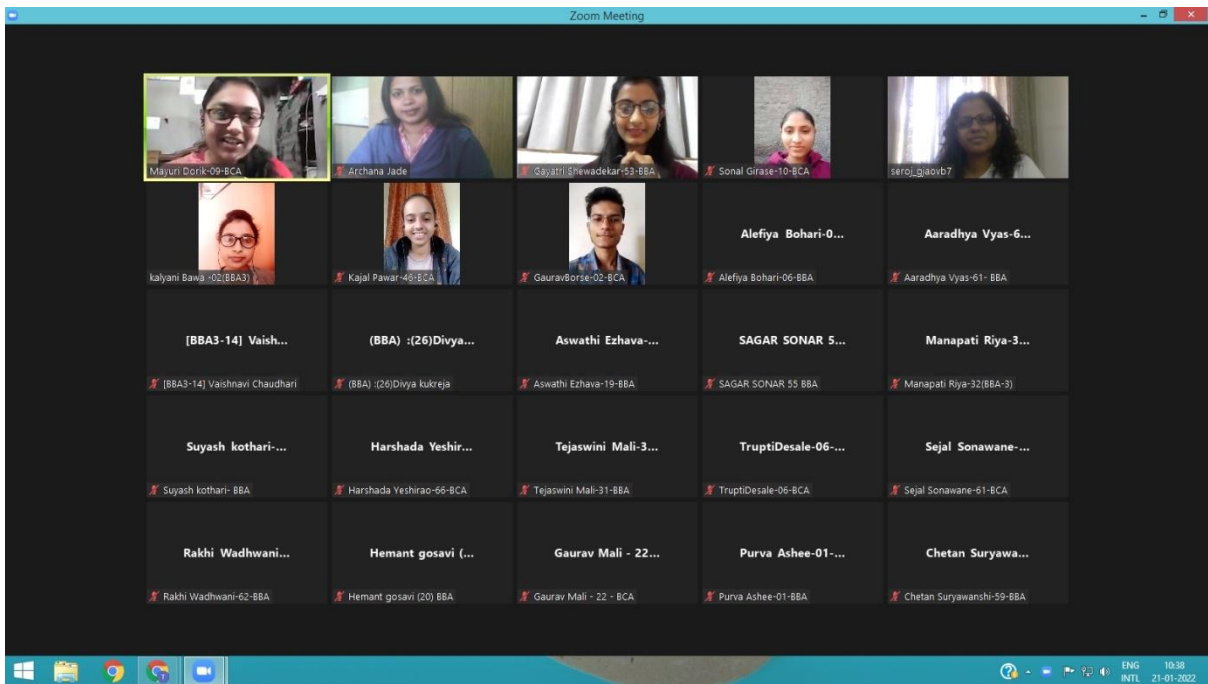 Zoom Meeting
Mayuri Dorik-09-BCA
Archana Jade
Gayatri Shewadekar-53-BBA
Sonal Girase-10-BCA
seroj_gjaovb7
kalyani Bawa -02(BBA3)
Kajal Pawar-46-BCA
GauravBorse-02-BCA
Alefiya Bohari-0...
Alefiya Bohari-06-BBA
Aaradhya Vyas-6...
Aaradhya Vyas-61- BBA
[BBA3-14] Vaish...
[BBA3-14] Vaishnavi Chaudhari
(BBA) :(26)Divya...
(BBA) :(26)Divya kukreja
Aswathi Ezhava-...
Aswathi Ezhava-19-BBA
SAGAR SONAR 5...
SAGAR SONAR 55 BBA
Manapati Riya-3...
Manapati Riya-32(BBA-3)
Suyash kothari-...
Suyash kothari- BBA
Harshada Yeshir...
Harshada Yeshirao-66-BCA
Tejaswini Mali-3...
Tejaswini Mali-31-BBA
TruptiDesale-06-...
TruptiDesale-06-BCA
Sejal Sonawane-...
Sejal Sonawane-61-BCA
Rakhi Wadhwani...
Rakhi Wadhwani-62-BBA
Hemant gosavi (...
Hemant gosavi (20) BBA
Gaurav Mali - 22...
Gaurav Mali - 22 - BCA
Purva Ashee-01-...
Purva Ashee-01-BBA
Chetan Suryawa...
Chetan Suryawanshi-59-BBA
ENG 10:38
INTL 21-01-2022